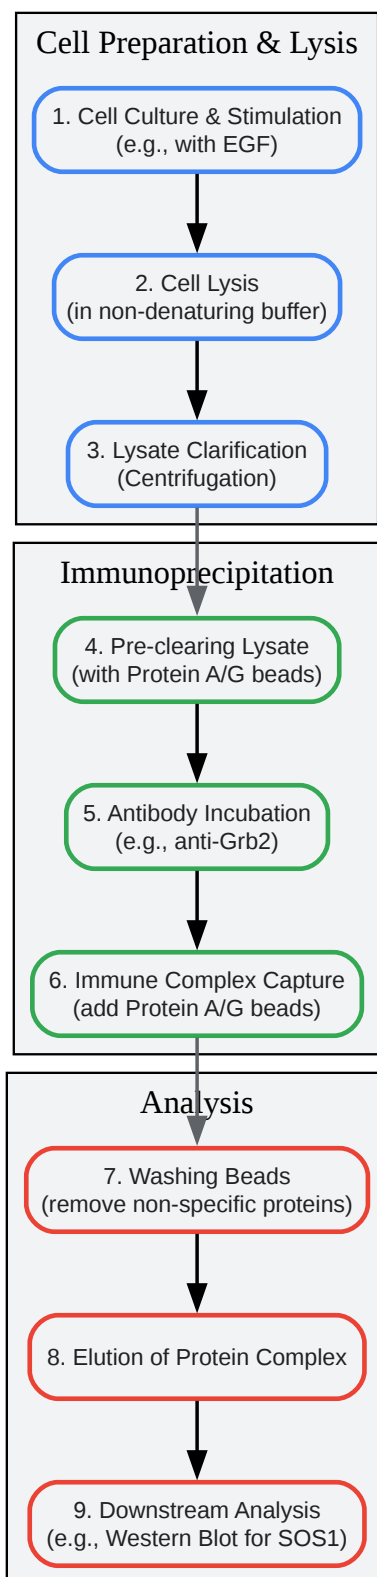 Cell Preparation & Lysis
1. Cell Culture & Stimulation
(e.g., with EGF)
2. Cell Lysis
(in non-denaturing buffer)
3. Lysate Clarification
(Centrifugation)
Immunoprecipitation
4. Pre-clearing Lysate
(with Protein A/G beads)
5. Antibody Incubation
(e.g., anti-Grb2)
6. Immune Complex Capture
(add Protein A/G beads)
Analysis
7. Washing Beads
(remove non-specific proteins)
8. Elution of Protein Complex
9. Downstream Analysis
(e.g., Western Blot for SOS1)